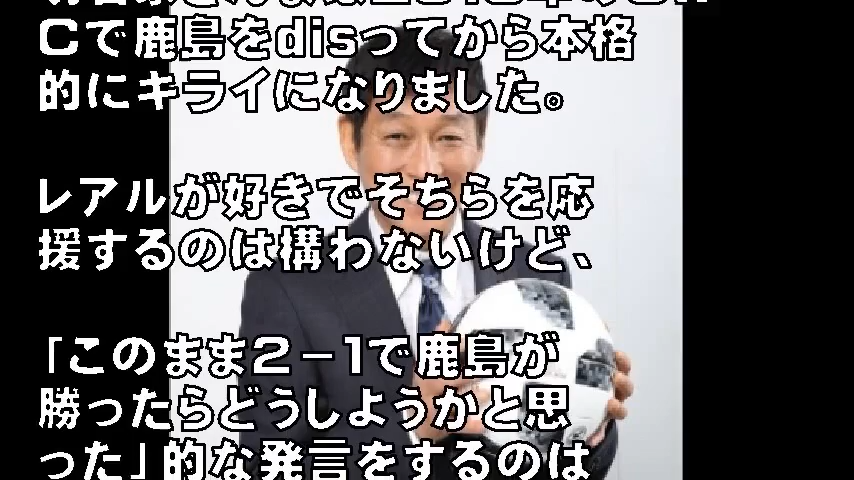 Cで鹿島をdisってから本格
的にキライになりました。
レアルが好きでそちらを応
援するのは構わないけど、
「このまま２－１で鹿島が
勝ったらどうしようかと思
った」的な発言をするのは